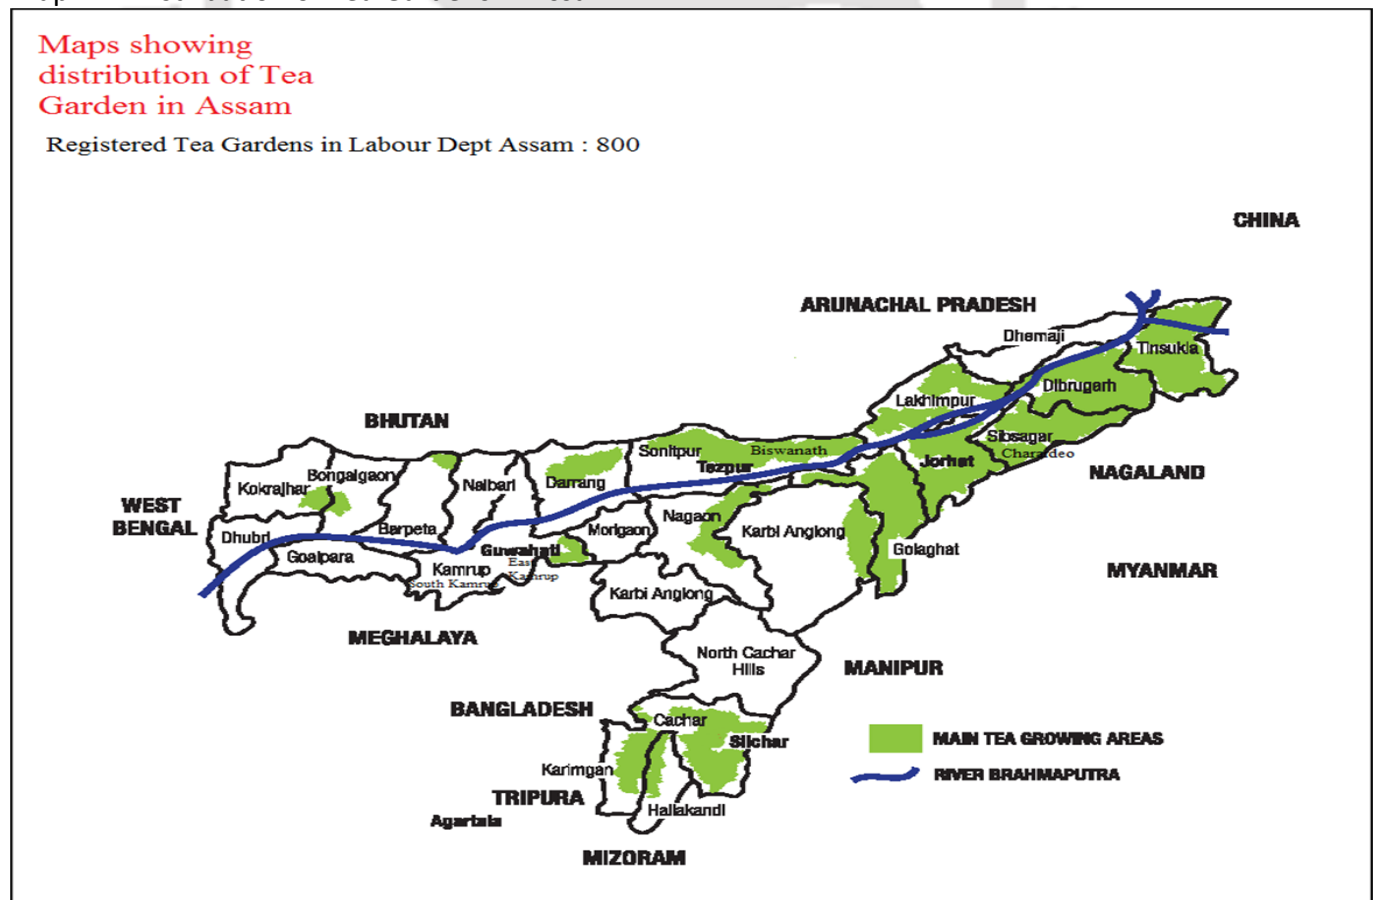 Maps showing
distribution of Tea
Garden in Assam
Registered Tea Gardens in Labour Dept Assam : 800
CHINA
ARUNACHAL PRADESH
Dhemaji
Tinsukia
Dibrugarh
Lakhimpur
BHUTAN
Sibsagar
Sonitpur
Biswanath
Charaideo
Jorhat
Tezpur
NAGALAND
Bongalgaon
Kokrajhar
Nalbari
Darrang
WEST
BENGAL
Nagaon
Barpeta
Morigaon
Karbi Anglong
Dhubri
Goalpara
Guwahati
Golaghat
East
Kamrup
Kamrup
South Kamrup
MYANMAR
Karbi Anglong
MEGHALAYA
North Cachar
Hills
MANIPUR
BANGLADESH
Cachar
Silchar
MAIN TEA GROWING AREAS
Karimgan
RIVER BRAHMAPUTRA
TRIPURA
Hailakandi
Agartala
MIZORAM